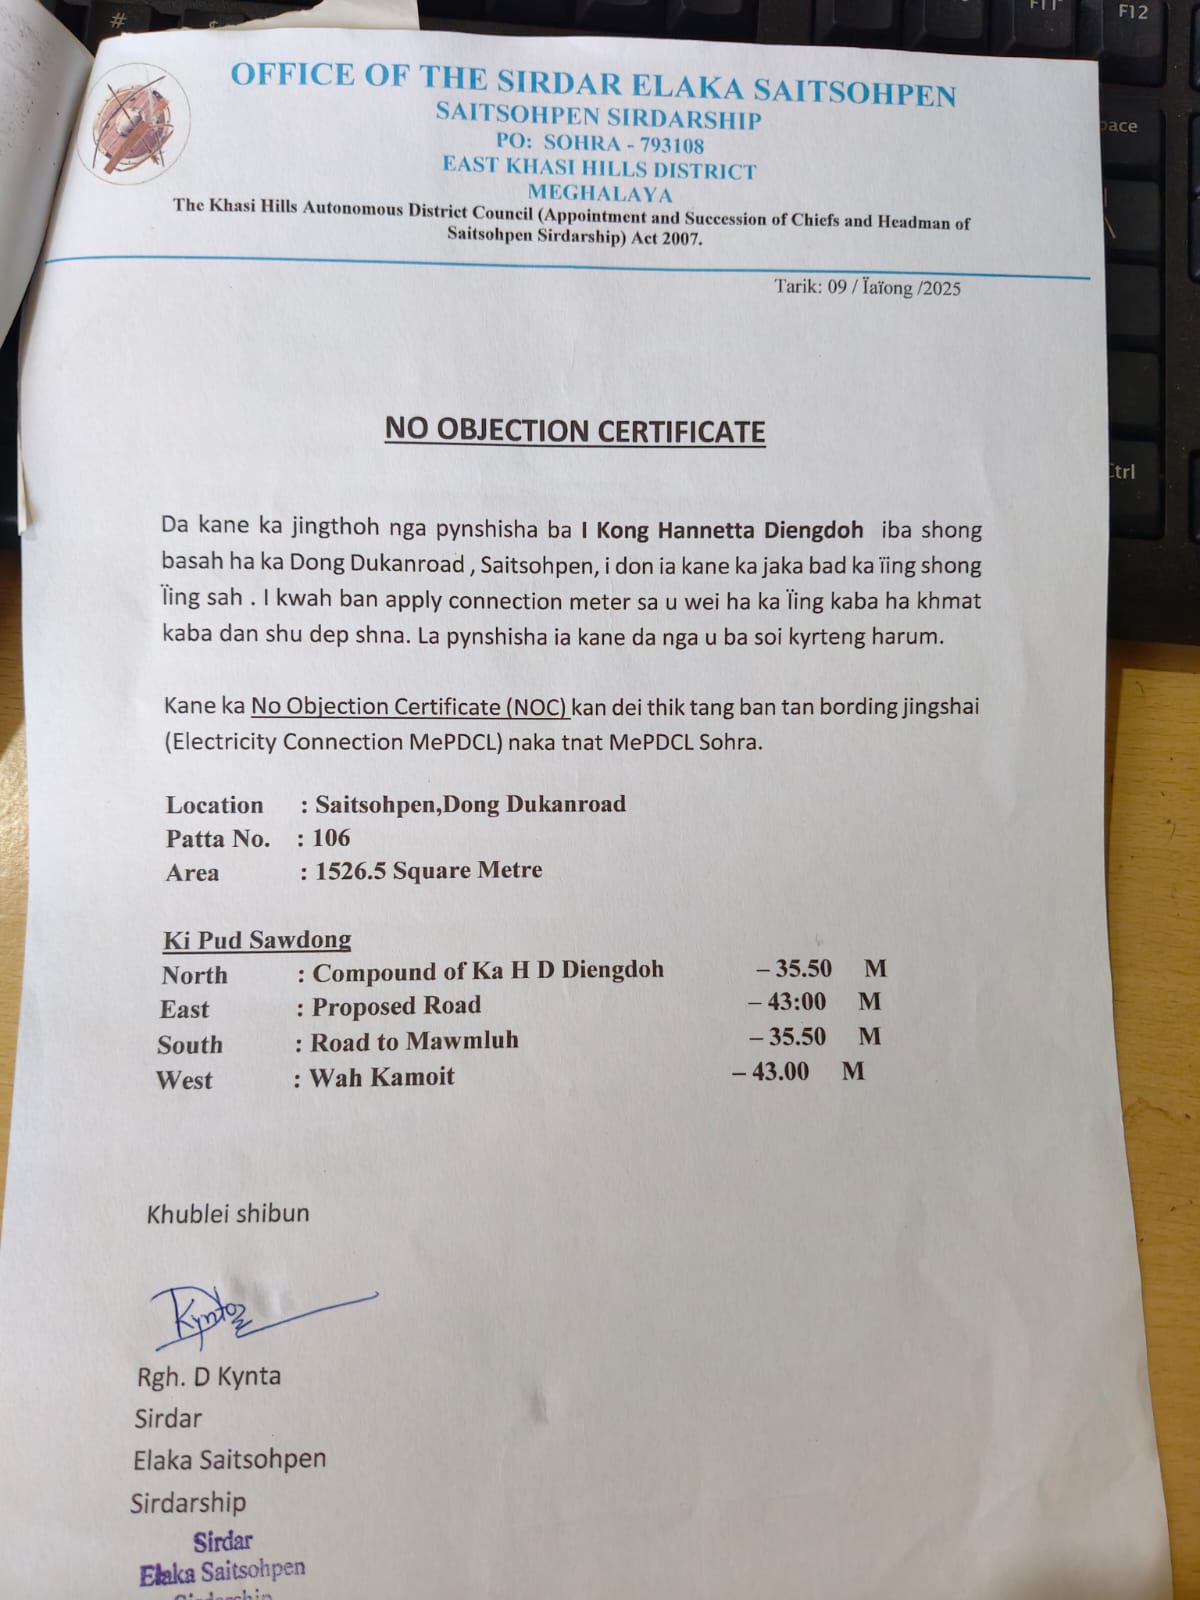 OFFICE OF THE SIRDAR ELAKA SAITSOHPEN
SAITSOHPEN SIRDARSHIP
PO: SOHRA - 793108
EAST KHASI HILLS DISTRICT
MEGHALAYA
The Khasi Hills Autonomous District Council (Appointment and Succession of Chiefs and Headman of
Saitsohpen Sirdarship) Act 2007.
Tarik: 09 / Ïaïong /2025
NO OBJECTION CERTIFICATE
Da kane ka jingthoh nga pynshisha ba I Kong Hannetta Diengdoh iba shong
basah ha ka Dong Dukanroad , Saitsohpen, i don ia kane ka jaka bad ka ïing shong
Ïing sah . I kwah ban apply connection meter sa u wei ha ka Ïing kaba ha khmat
kaba dan shu dep shna. La pynshisha ia kane da nga u ba soi kyrteng harum.
Kane ka No Objection Certificate (NOC) kan dei thik tang ban tan bording jingshai
(Electricity Connection MePDCL) naka tnat MePDCL Sohra.
Location : Saitsohpen,Dong Dukanroad
Patta No. : 106
Area : 1526.5 Square Metre
Ki Pud Sawdong
North : Compound of Ka H D Diengdoh – 35.50 M
East : Proposed Road – 43:00 M
South : Road to Mawmluh – 35.50 M
West : Wah Kamoit – 43.00 M
Khublei shibun
Rgh. D Kynta
Sirdar
Elaka Saitsohpen
Sirdarship
Sirdar
Elaka Saitsohpen
Sirdarship
F11
F12
#
$
pace
Ctrl